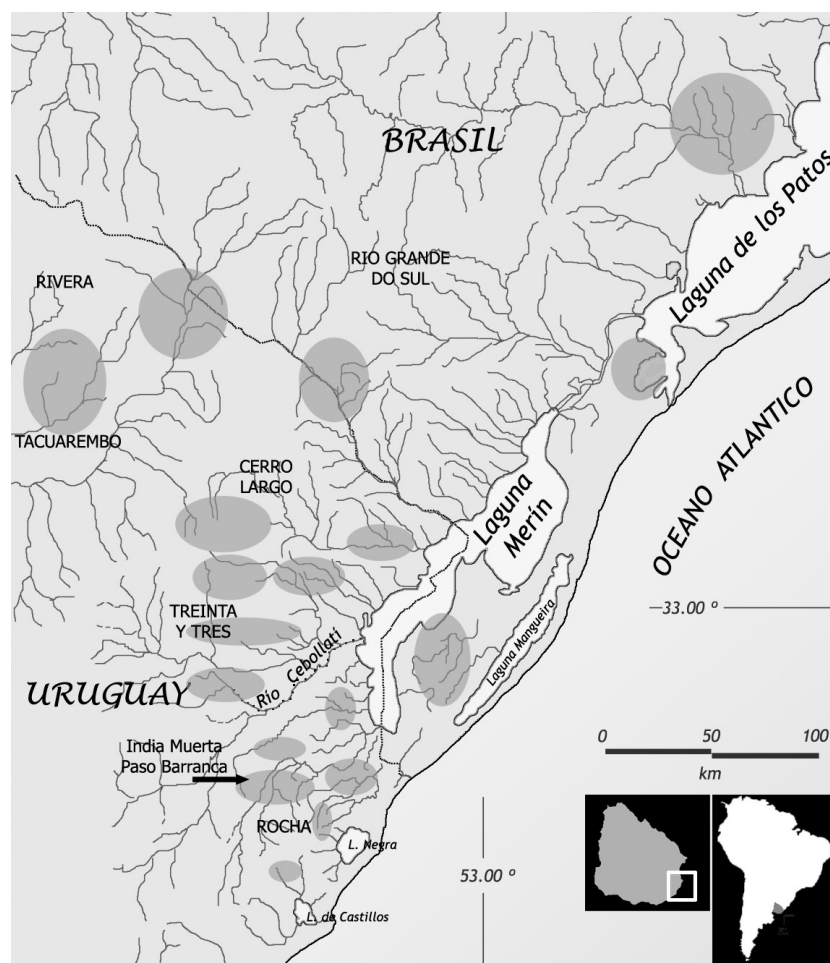 BRASIL
Laguna de los Patos
RIO GRANDE
DO SUL
RIVERA
TACUAREMBO
CERRO
LARGO
OCEANO ATLANTICO
Laguna
Merín
TREINTA
Y TRES
33.00 º
Laguna Mangueira
Río Cebollatí
URUGUAY
India Muerta
Paso Barranca
0 50 100
km
ROCHA
L. Negra
53.00 º
L. de Castillos